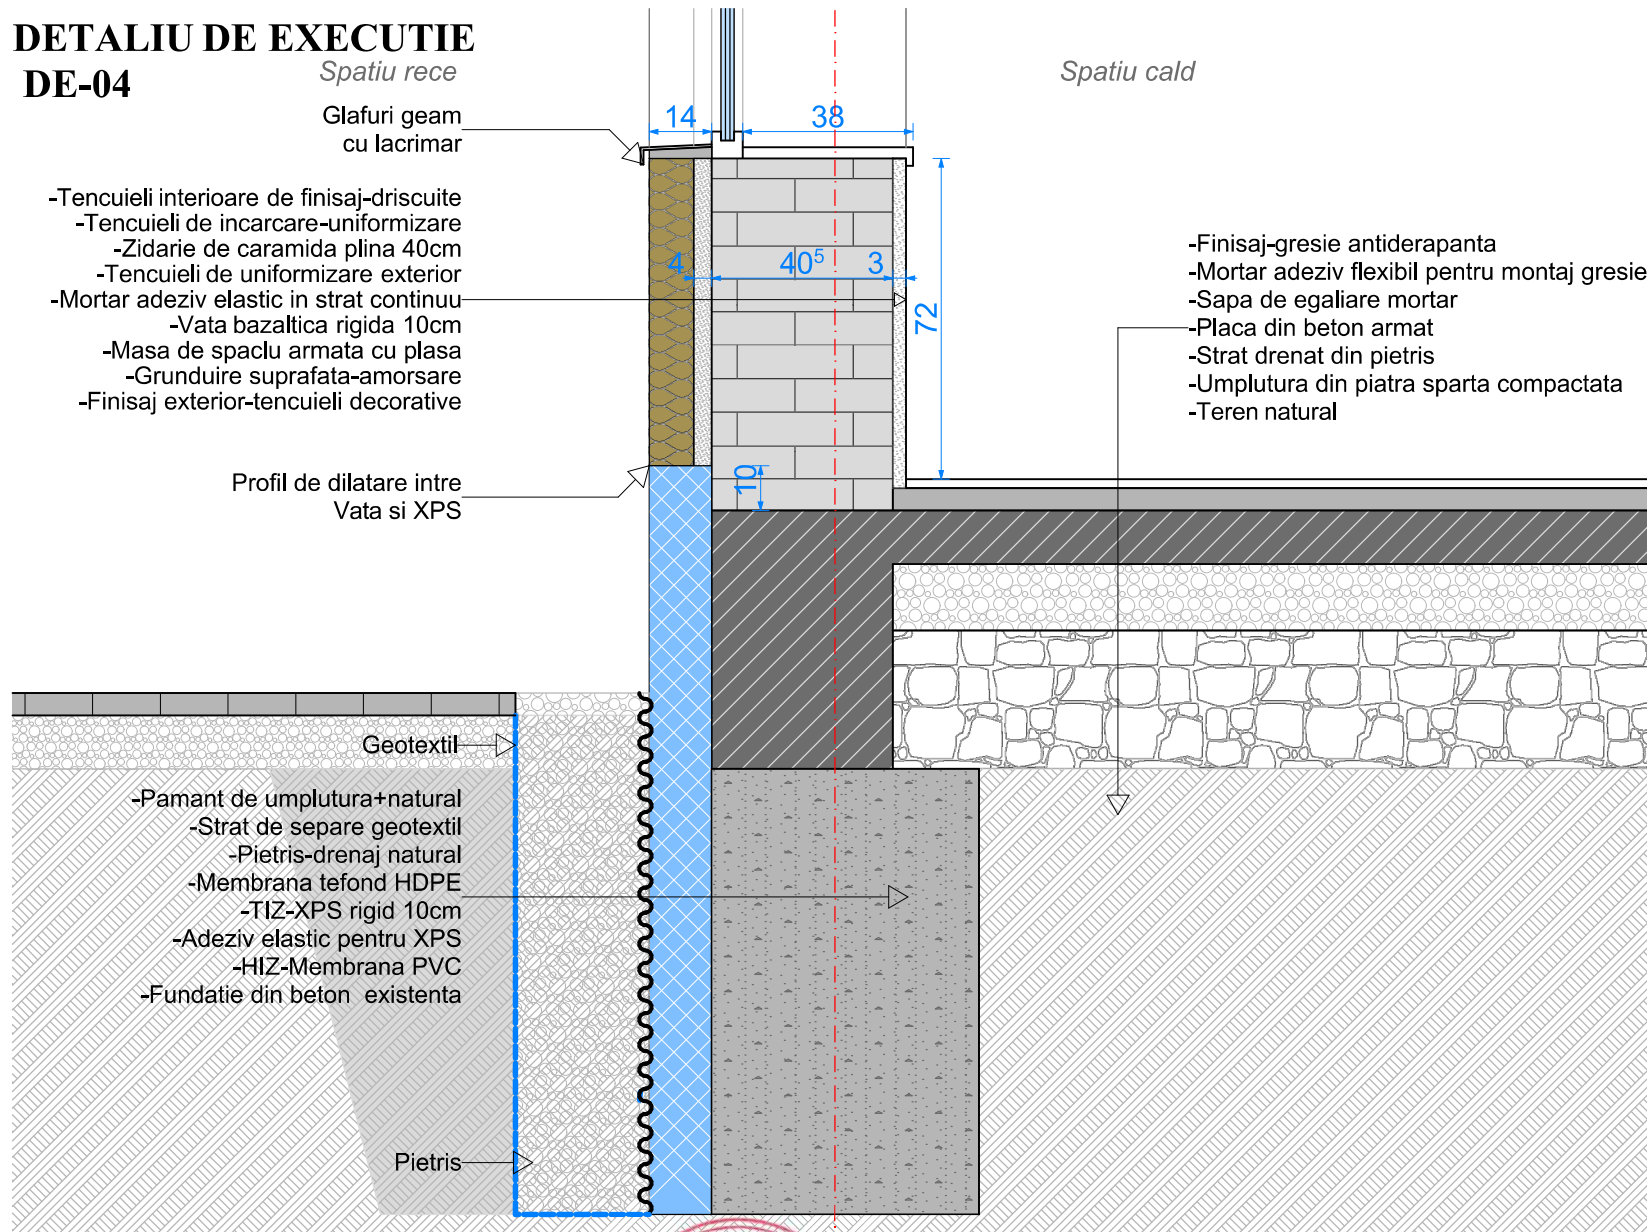 DETALIU DE EXECUTIE
DE-04
Spatiu rece
Spatiu cald
Glafuri geam
cu lacrimar
14
38
-Tencuieli interioare de finisaj-driscuite
-Tencuieli de incarcare-uniformizare
-Zidarie de caramida plina 40cm
-Tencuieli de uniformizare exterior
-Mortar adeziv elastic in strat continuu
-Vata bazaltica rigida 10cm
-Masa de spaclu armata cu plasa
-Grunduire suprafata-amorsare
-Finisaj exterior-tencuieli decorative
4
40⁵
3
72
-Finisaj-gresie antiderapanta
-Mortar adeziv flexibil pentru montaj gresie
-Sapa de egaliare mortar
-Placa din beton armat
-Strat drenat din pietris
-Umplutura din piatra sparta compactata
-Teren natural
Profil de dilatare intre
Vata si XPS
10
Geotextil
-Pamant de umplutura+natural
-Strat de separe geotextil
-Pietris-drenaj natural
-Membrana tefond HDPE
-TIZ-XPS rigid 10cm
-Adeziv elastic pentru XPS
-HIZ-Membrana PVC
-Fundatie din beton existenta
Pietris